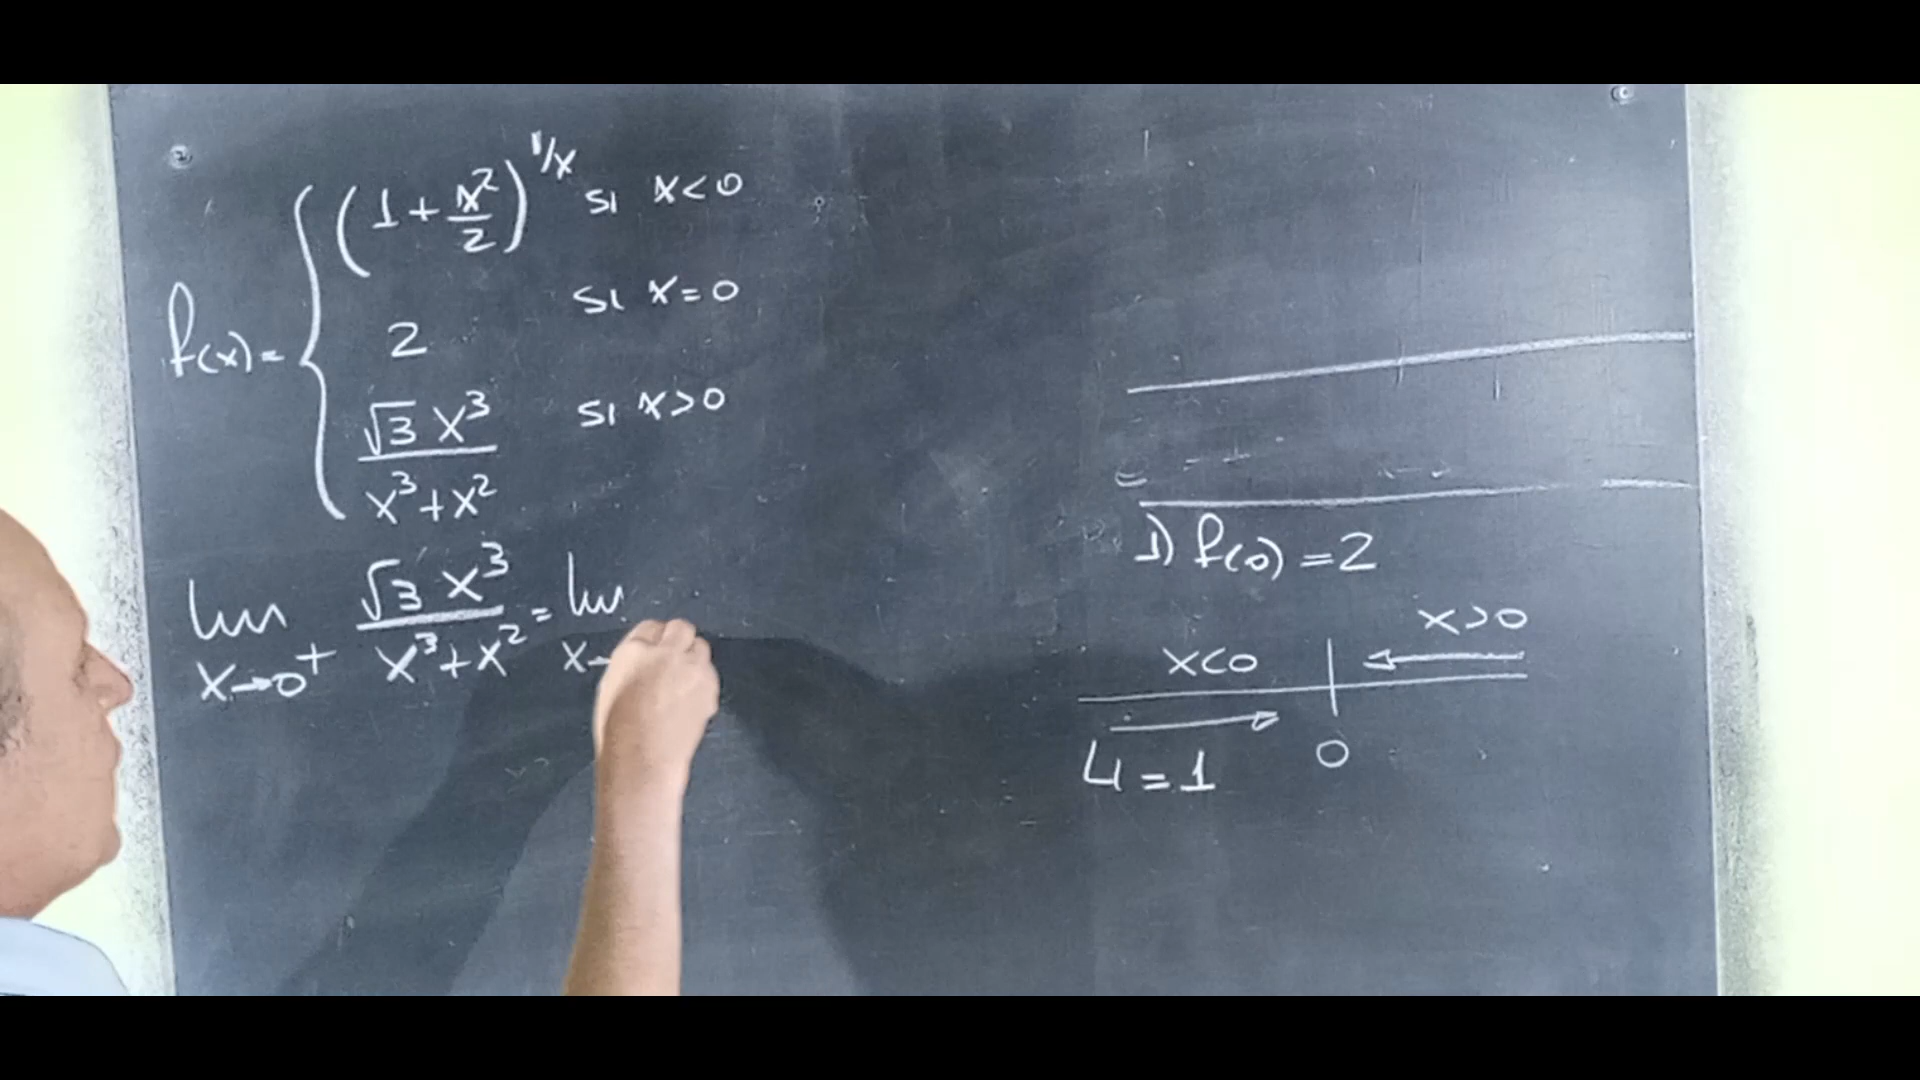 f(x) = { (1 + x²/2)^(1/x) si x<0
2 si x=0
√3 x³ / (x³+x²) si x>0
lim x→0⁺ √3 x³ / (x³+x²) = lim x→
1) f(0) = 2
x<0 x>0
0
L1 = 1